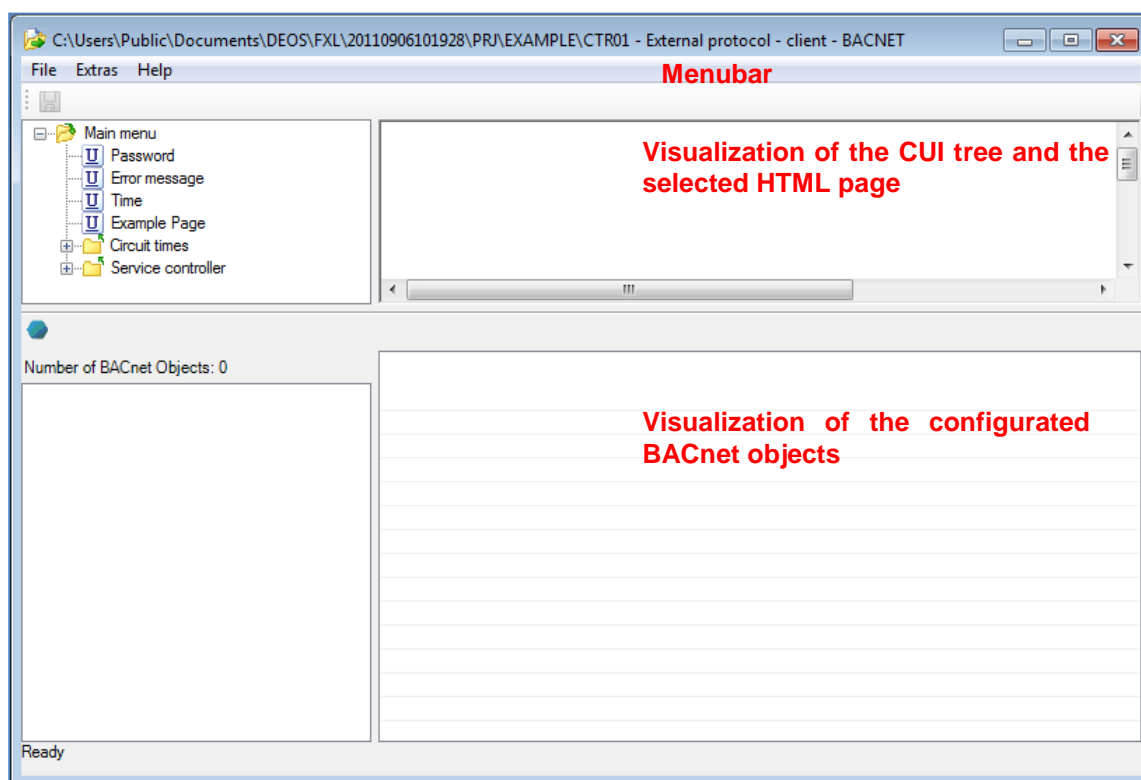 C:\Users\Public\Documents\DEOS\FXL\20110906101928\PRJ\EXAMPLE\CTR01 - External protocol - client - BACNET
File Extras Help
Menubar
Main menu
U Password
U Error message
U Time
U Example Page
Circuit times
Service controller
Visualization of the CUI tree and the
selected HTML page
Number of BACnet Objects: 0
Visualization of the configurated
BACnet objects
Ready